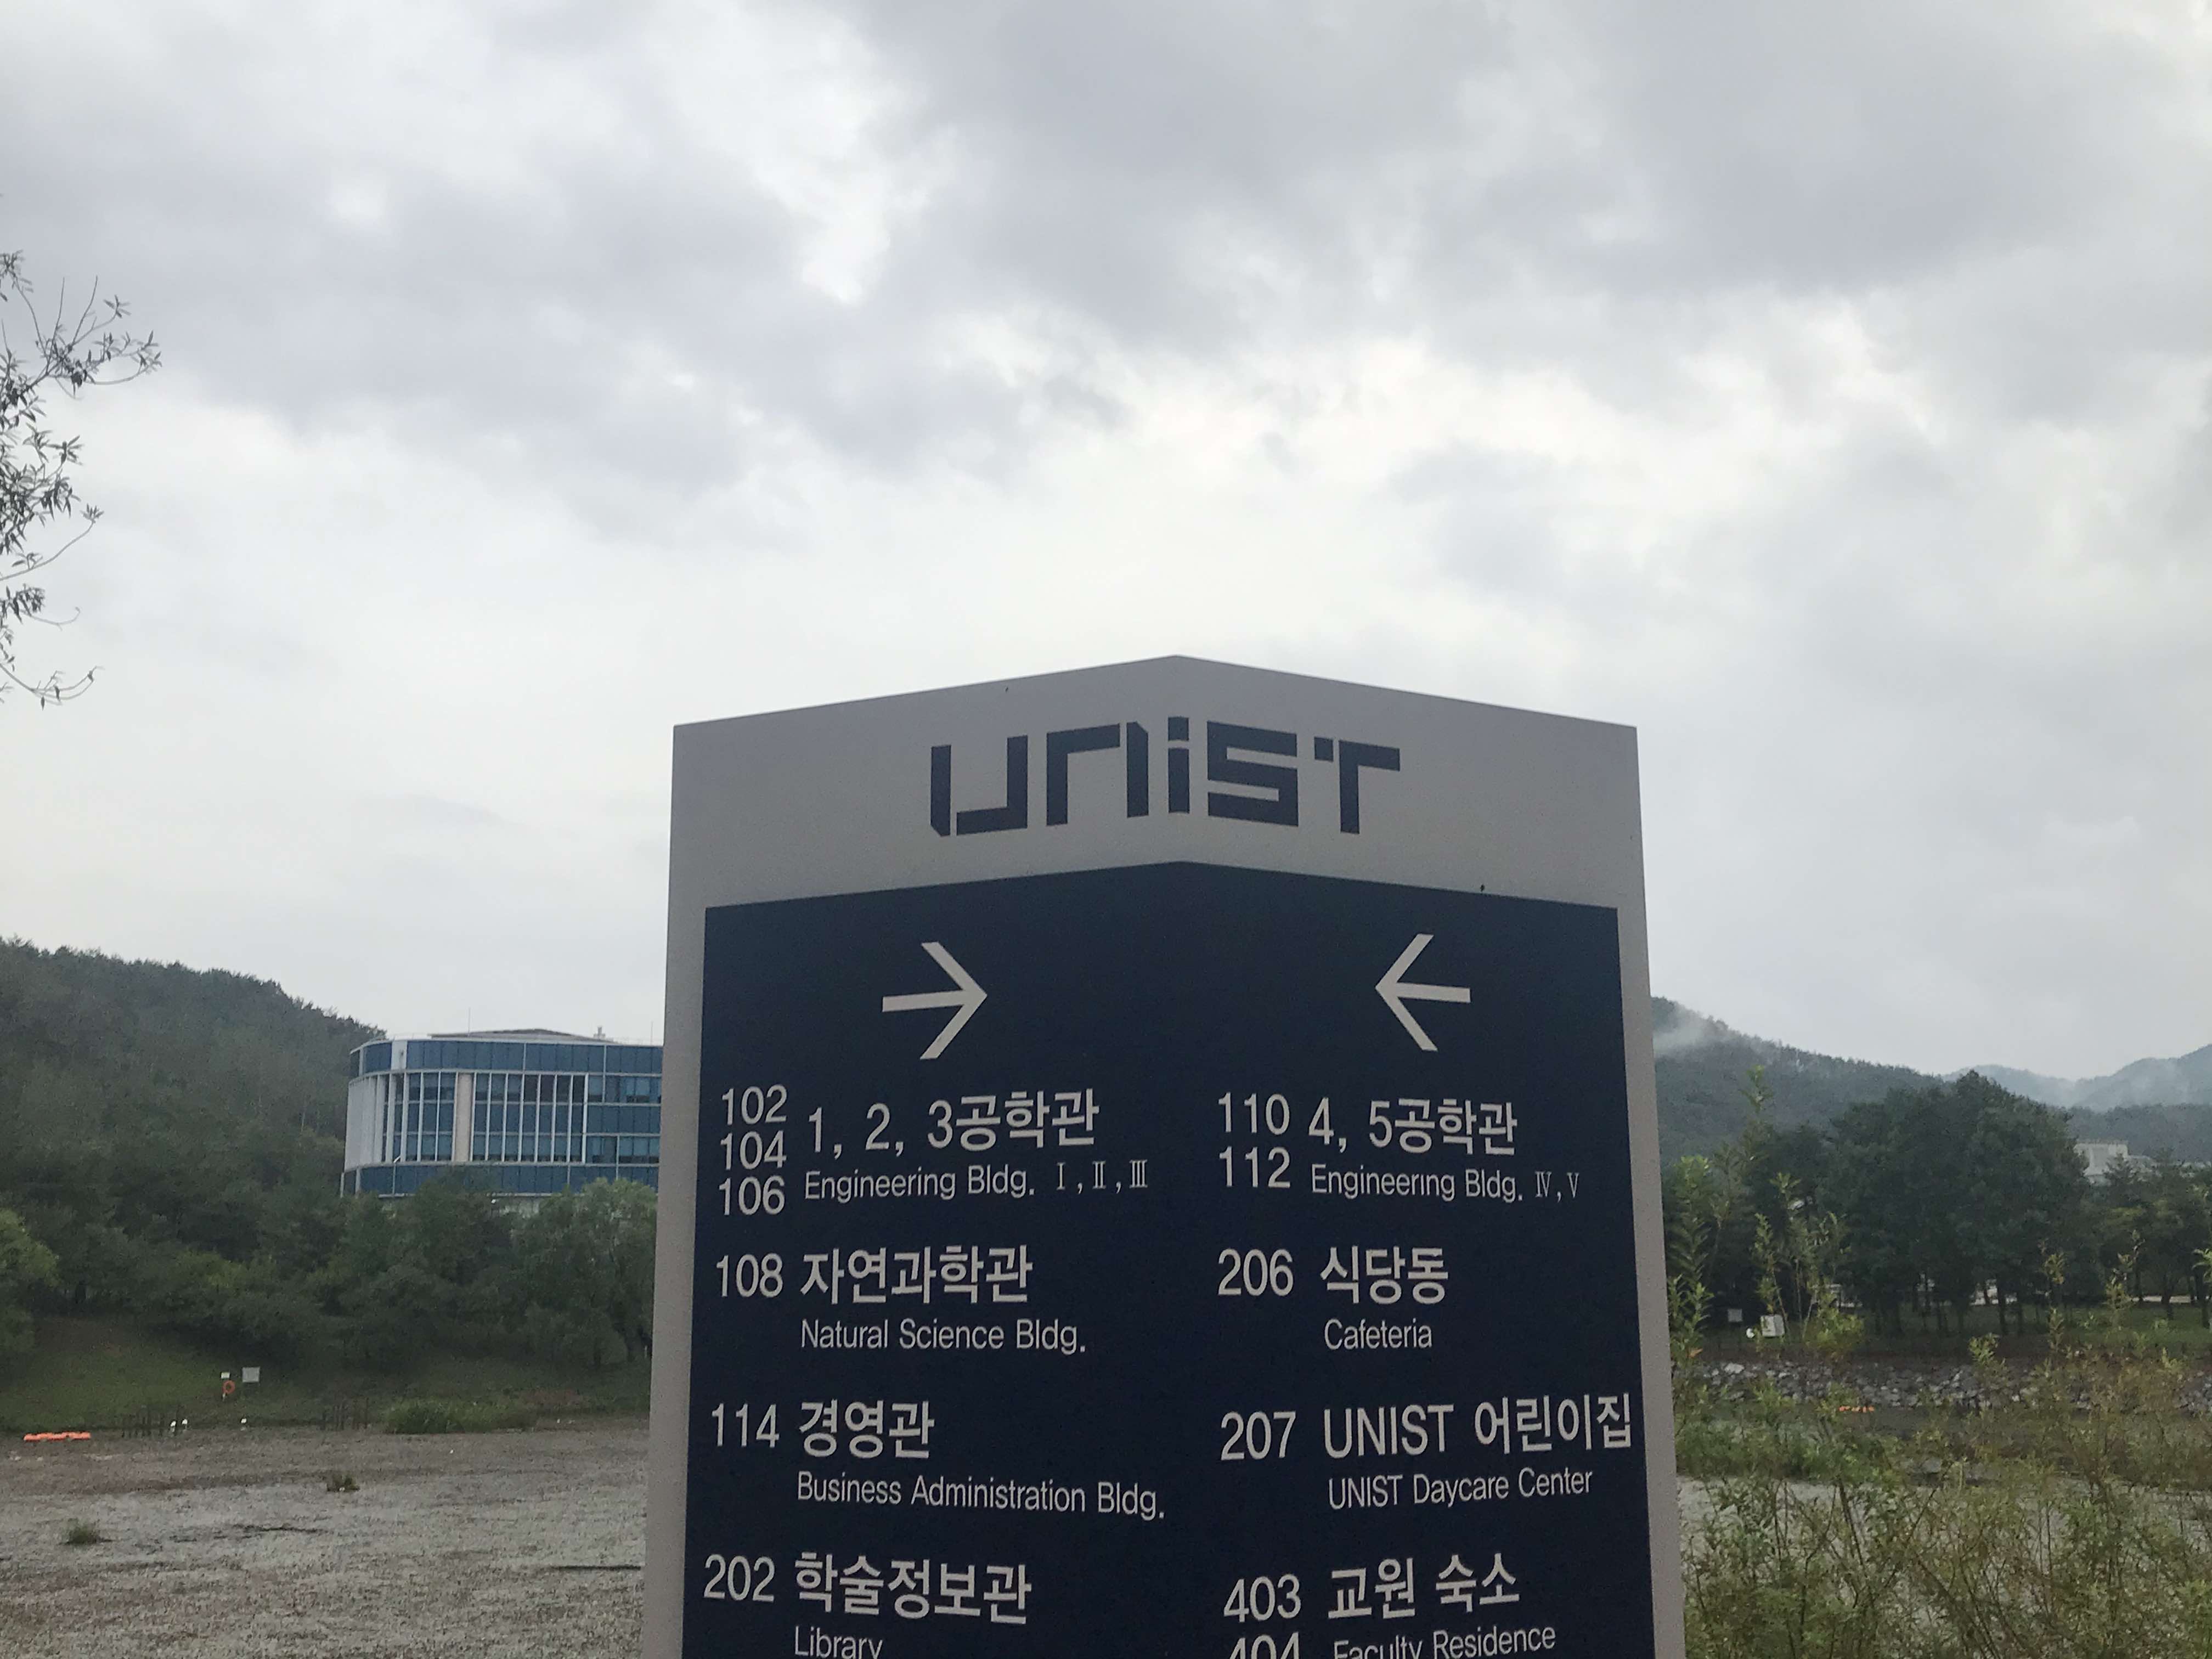 UNIST
→
102
104
106
1, 2, 3공학관
Engineering Bldg. Ⅰ,Ⅱ,Ⅲ
108 자연과학관
Natural Science Bldg.
114 경영관
Business Administration Bldg.
202 학술정보관
Library
←
110
112
4, 5공학관
Engineering Bldg. Ⅳ,Ⅴ
206 식당동
Cafeteria
207 UNIST 어린이집
UNIST Daycare Center
403 교원 숙소
404 Faculty Residence